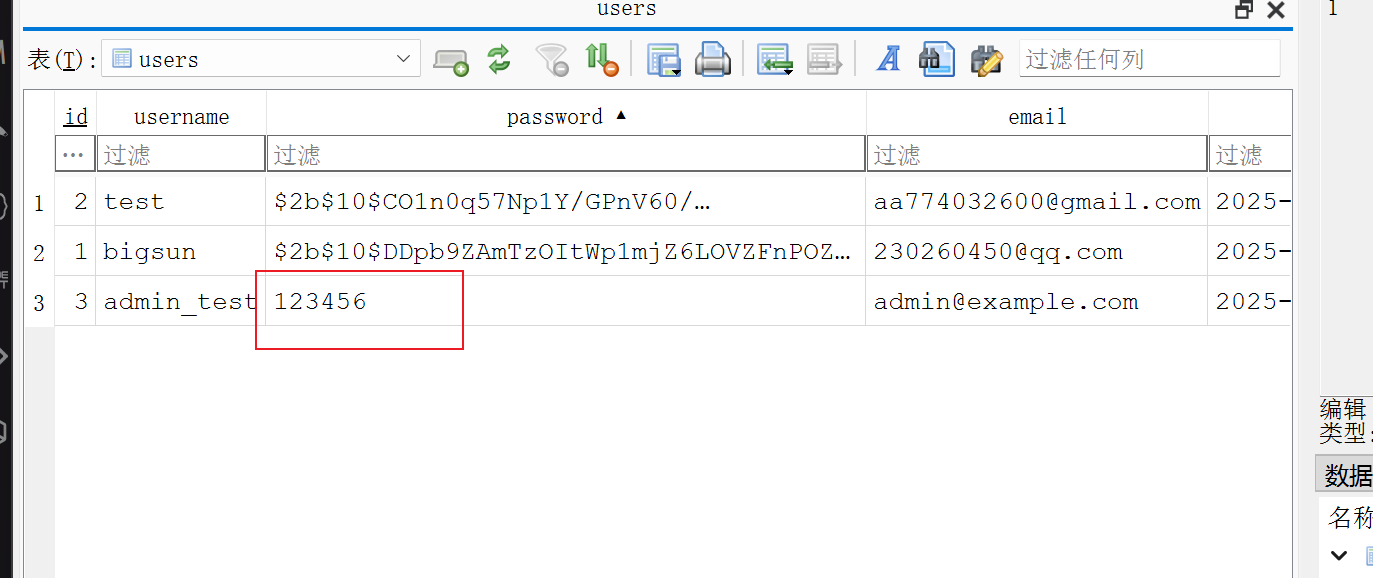 users
1
表(T): users
过滤任何列
id username password ▲ email
… 过滤 过滤 过滤 过滤
1 2 test $2b$10$CO1n0q57Np1Y/GPnV60/… aa774032600@gmail.com 2025-
2 1 bigsun $2b$10$DDpb9ZAmTzOItWp1mjZ6LOVZFnPOZ… 230260450@qq.com 2025-
3 3 admin_test 123456 admin@example.com 2025-
编辑
类型:
数据
名称